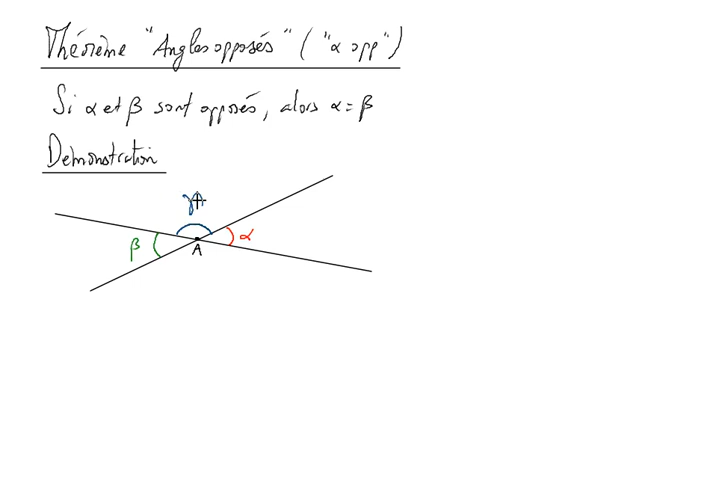 Théorème "Angles opposés" ("α opp")
Si α et β sont opposés, alors α = β
Démonstration
γ
β
α
A